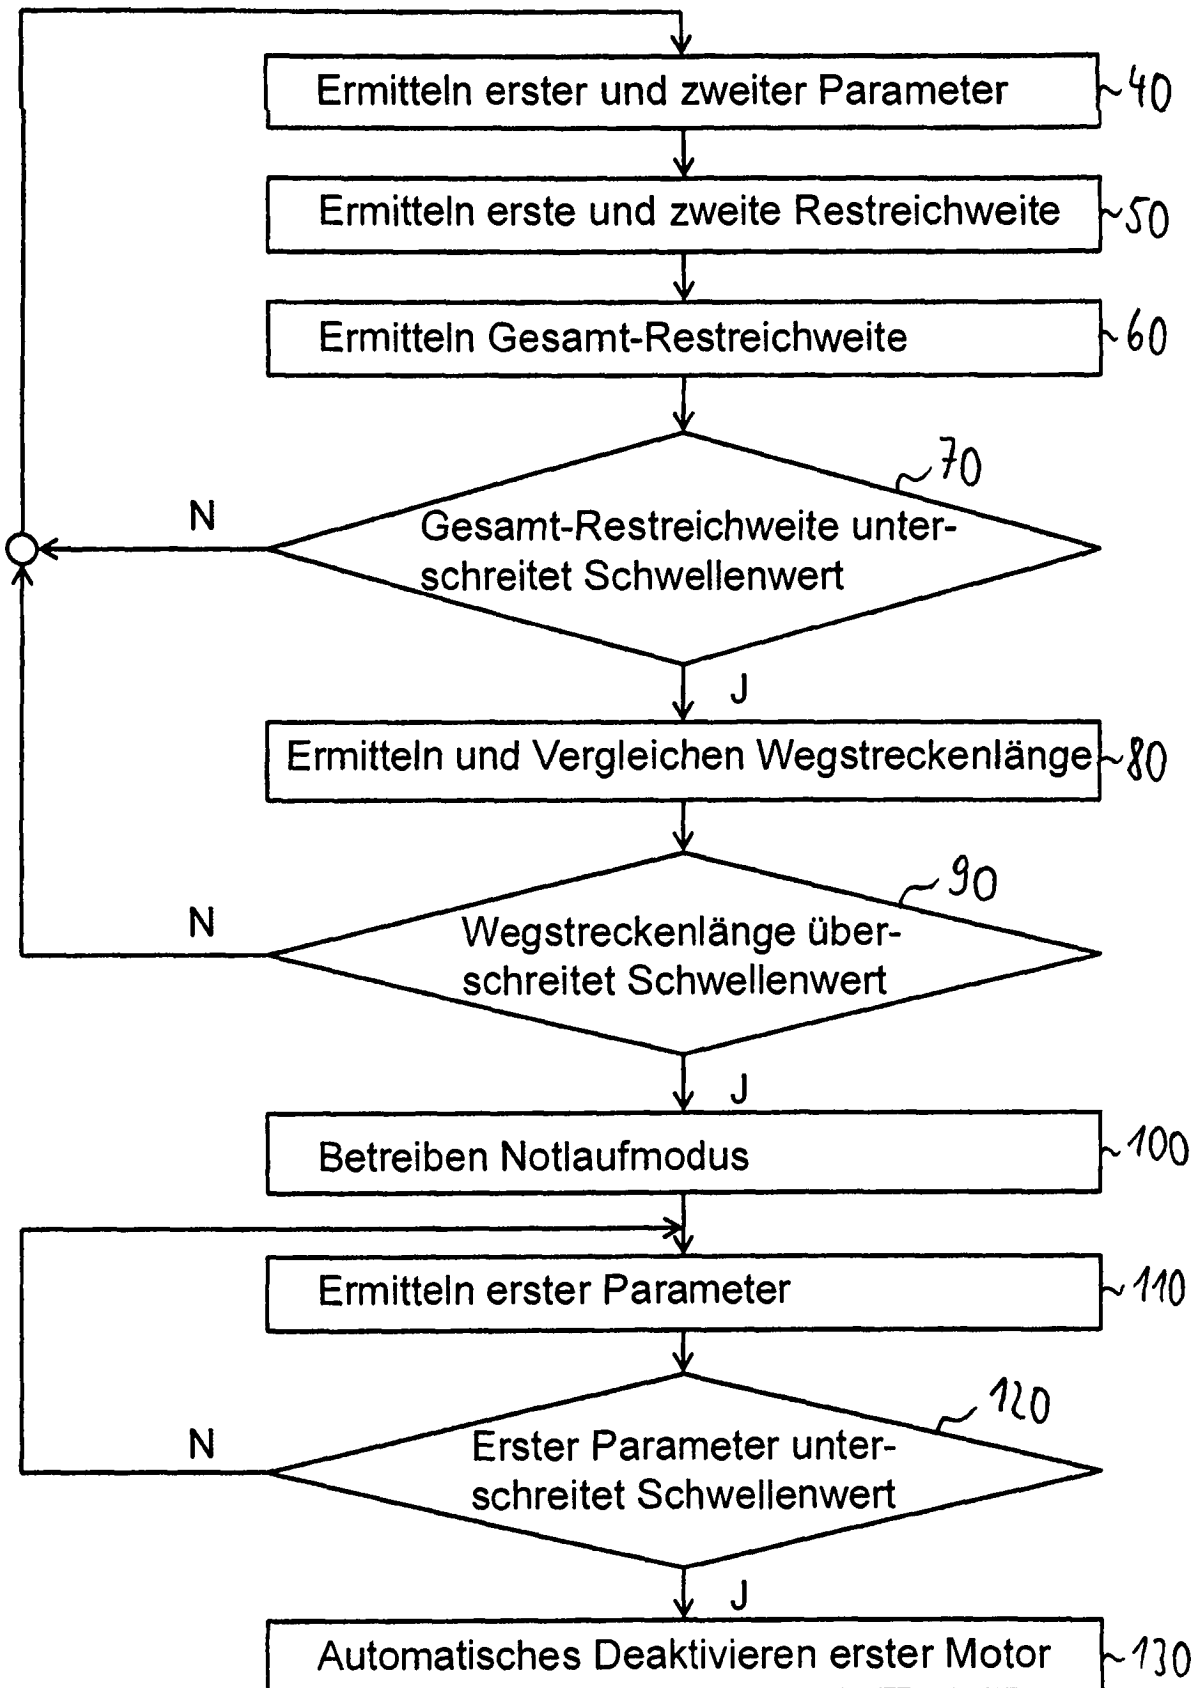 Ermitteln erster und zweiter Parameter ~40
Ermitteln erste und zweite Restreichweite ~50
Ermitteln Gesamt-Restreichweite ~60
70
N
Gesamt-Restreichweite unter-
schreitet Schwellenwert
J
Ermitteln und Vergleichen Wegstreckenlänge ~80
90
N
Wegstreckenlänge über-
schreitet Schwellenwert
J
Betreiben Notlaufmodus ~100
Ermitteln erster Parameter ~110
120
N
Erster Parameter unter-
schreitet Schwellenwert
J
Automatisches Deaktivieren erster Motor ~130